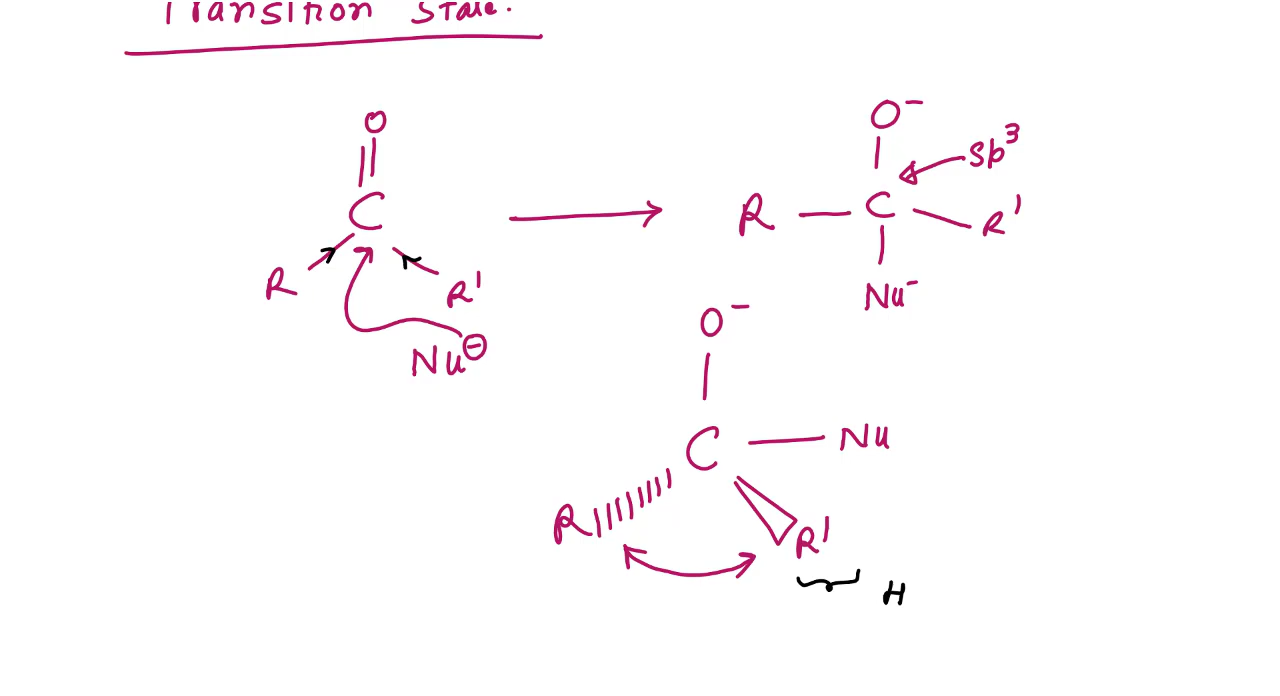 Transition State.
O
C
R
R'
Nu⊖
O⁻
sp³
R — C — R'
Nu⁻
O⁻
C — Nu
R
R'
H